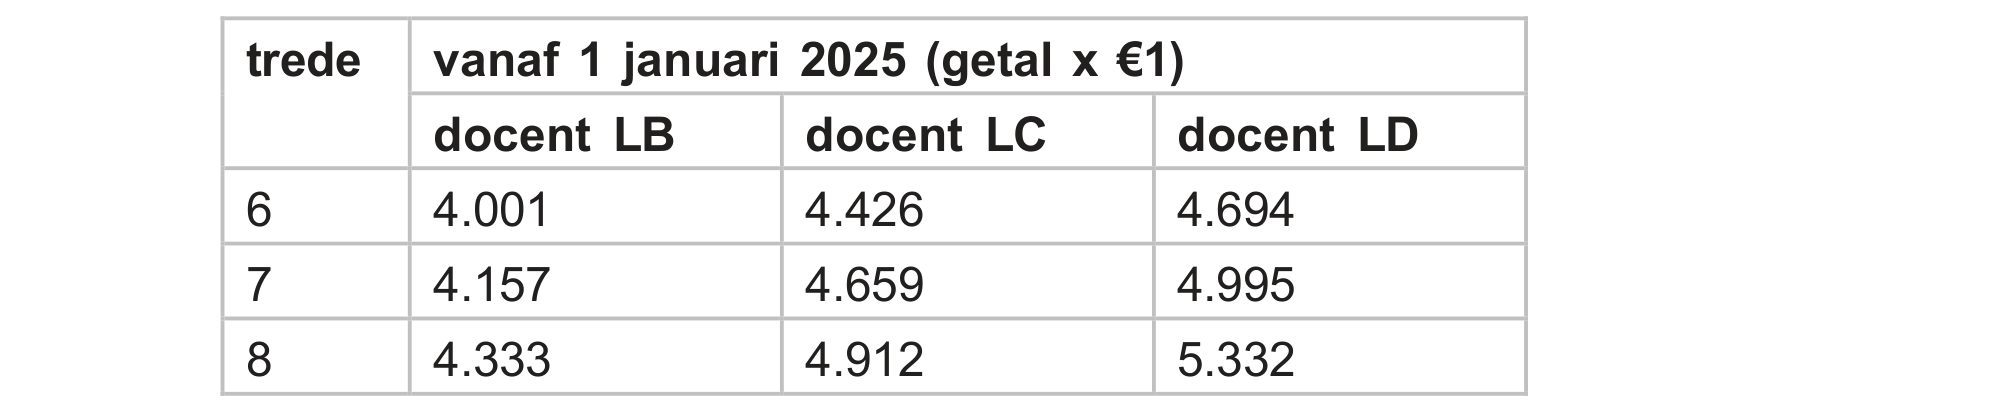 trede vanaf 1 januari 2025 (getal x €1)
docent LB docent LC docent LD
6 4.001 4.426 4.694
7 4.157 4.659 4.995
8 4.333 4.912 5.332